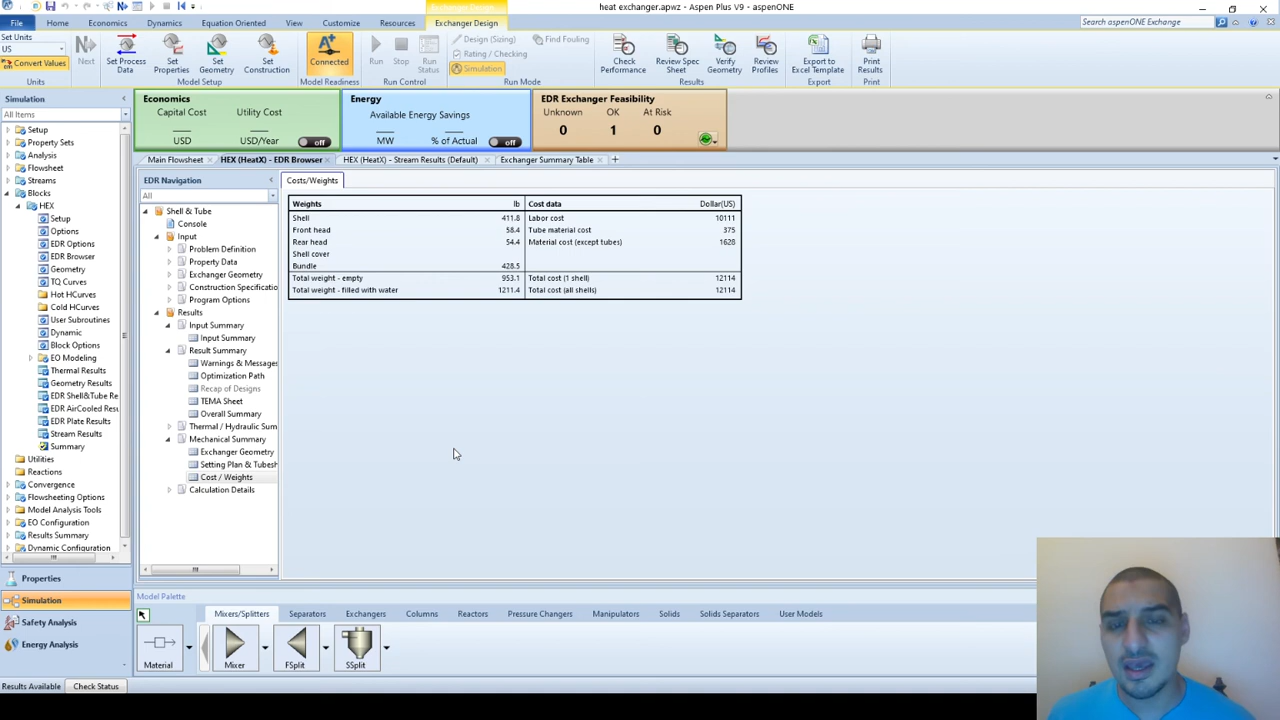 Exchanger Design
heat exchanger.apwz - Aspen Plus V9 - aspenONE
File Home Economics Dynamics Equation Oriented View Customize Resources Exchanger Design
Search aspenONE Exchange
Set Units
US
Convert Values
Units
Next
Set Process Data
Set Properties
Set Geometry
Set Construction
Model Setup
Connected
Model Readiness
Run
Stop
Run Status
Run Control
Design (Sizing)
Rating / Checking
Simulation
Find Fouling
Run Mode
Check Performance
Review Spec Sheet
Verify Geometry
Review Profiles
Results
Export to Excel Template
Export
Print Results
Print
Simulation
All Items
Setup
Property Sets
Analysis
Flowsheet
Streams
Blocks
HEX
Setup
Options
EDR Options
EDR Browser
Geometry
TQ Curves
Hot HCurves
Cold HCurves
User Subroutines
Dynamic
Block Options
EO Modeling
Thermal Results
Geometry Results
EDR Shell&Tube Re
EDR AirCooled Resu
EDR Plate Results
Stream Results
Summary
Utilities
Reactions
Convergence
Flowsheeting Options
Model Analysis Tools
EO Configuration
Results Summary
Dynamic Configuration
Properties
Simulation
Safety Analysis
Energy Analysis
Economics
Capital Cost Utility Cost
USD USD/Year off
Energy
Available Energy Savings
MW % of Actual off
EDR Exchanger Feasibility
Unknown OK At Risk
0 1 0
Main Flowsheet HEX (HeatX) - EDR Browser HEX (HeatX) - Stream Results (Default) Exchanger Summary Table +
EDR Navigation
All
Shell & Tube
Console
Input
Problem Definition
Property Data
Exchanger Geometry
Construction Specificatio
Program Options
Results
Input Summary
Input Summary
Result Summary
Warnings & Messages
Optimization Path
Recap of Designs
TEMA Sheet
Overall Summary
Thermal / Hydraulic Sum
Mechanical Summary
Exchanger Geometry
Setting Plan & Tubesh
Cost / Weights
Calculation Details
Costs/Weights
Weights lb Cost data Dollar(US)
Shell 411.8 Labor cost 10111
Front head 58.4 Tube material cost 375
Rear head 54.4 Material cost (except tubes) 1628
Shell cover
Bundle 428.5
Total weight - empty 953.1 Total cost (1 shell) 12114
Total weight - filled with water 1211.4 Total cost (all shells) 12114
Model Palette
Mixers/Splitters Separators Exchangers Columns Reactors Pressure Changers Manipulators Solids Solids Separators User Models
Material Mixer FSplit SSplit
Results Available Check Status